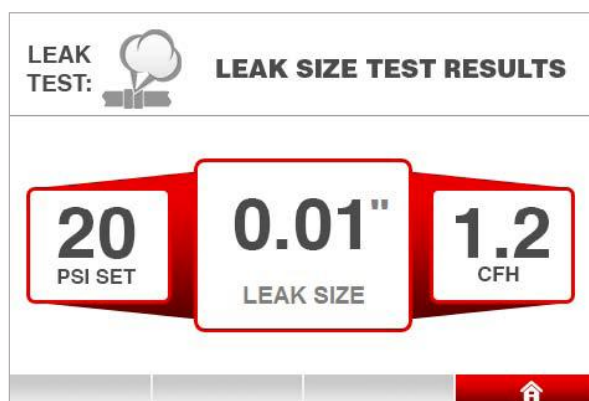 LEAK
TEST:
LEAK SIZE TEST RESULTS
20
PSI SET
0.01"
LEAK SIZE
1.2
CFH